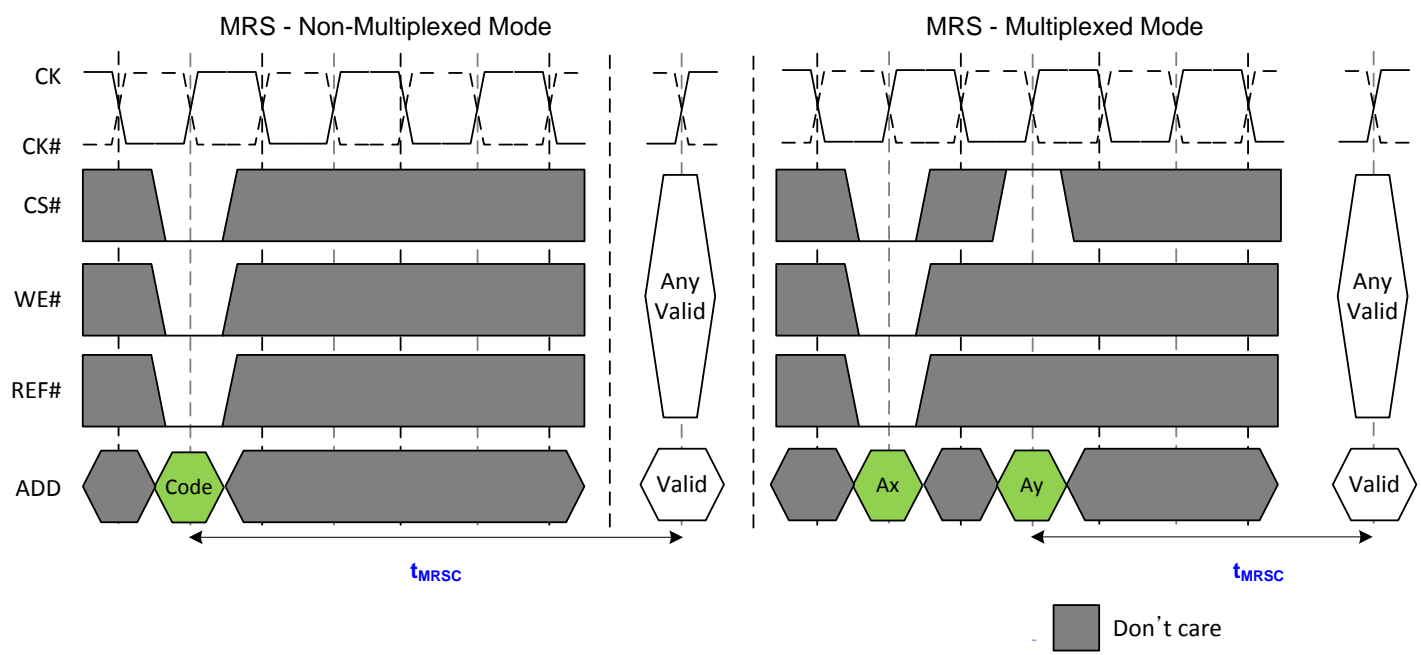 MRS - Non-Multiplexed Mode
MRS - Multiplexed Mode
CK
CK#
CS#
WE#
REF#
ADD
Any
Valid
Any
Valid
Code
Valid
Ax
Ay
Valid
tMRSC
tMRSC
Don't care